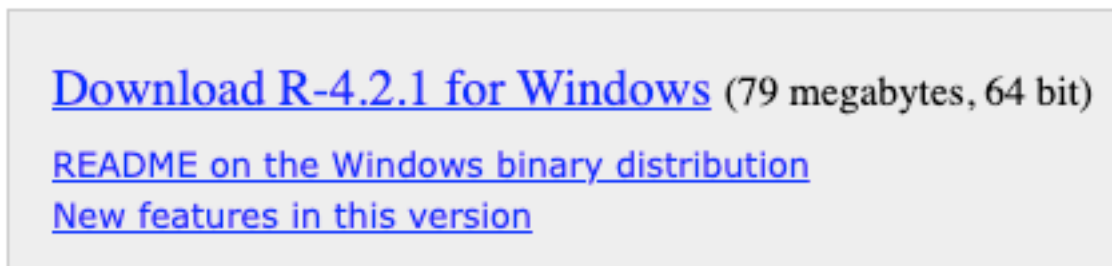 Download R-4.2.1 for Windows (79 megabytes, 64 bit)
README on the Windows binary distribution
New features in this version